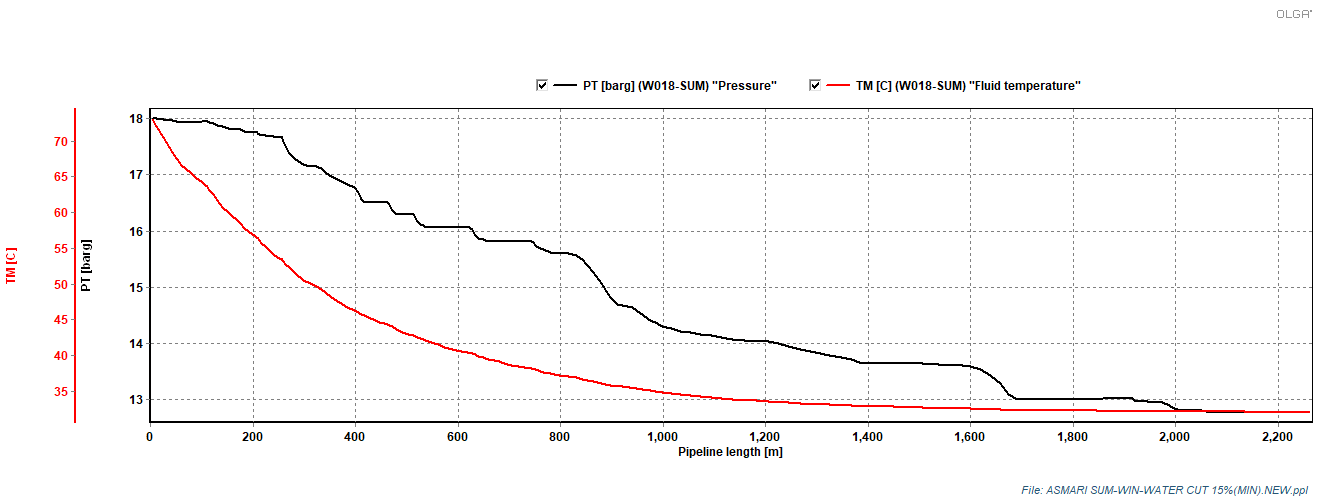 OLGA
PT [barg] (W018-SUM) "Pressure" TM [C] (W018-SUM) "Fluid temperature"
TM [C]
70
65
60
55
50
45
40
35
PT [barg]
18
17
16
15
14
13
0 200 400 600 800 1,000 1,200 1,400 1,600 1,800 2,000 2,200
Pipeline length [m]
File: ASMARI SUM-WIN-WATER CUT 15%(MIN).NEW.ppl